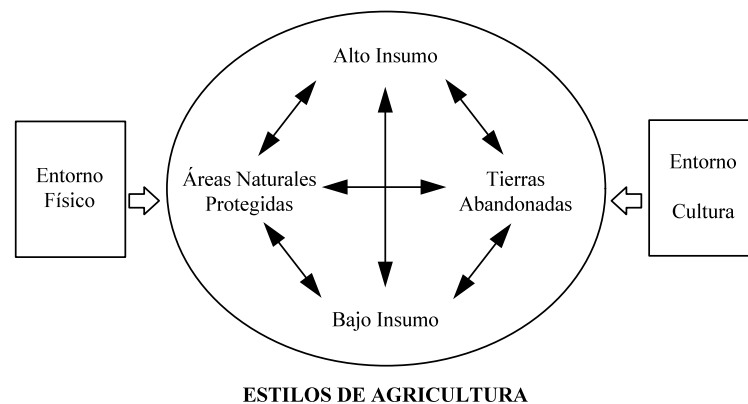 Alto Insumo
Entorno
Físico
Áreas Naturales
Protegidas
Tierras
Abandonadas
Entorno
Cultura
Bajo Insumo
ESTILOS DE AGRICULTURA